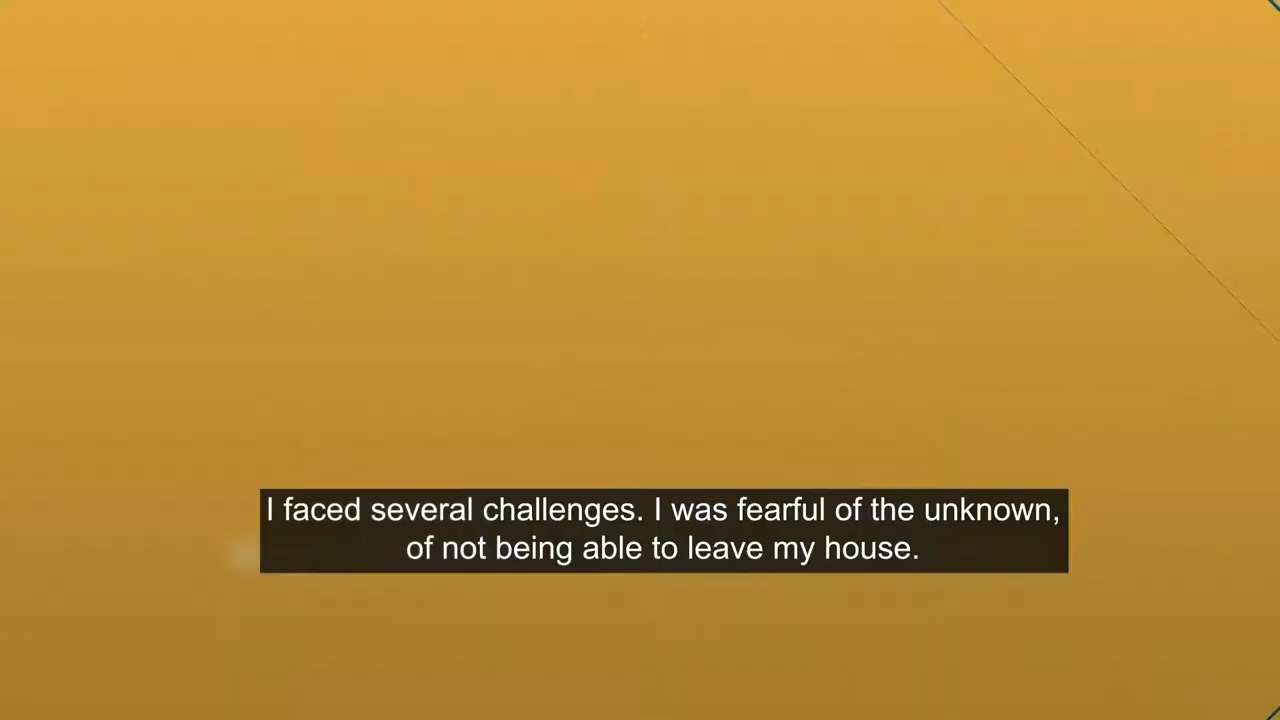 I faced several challenges. I was fearful of the unknown,
of not being able to leave my house.